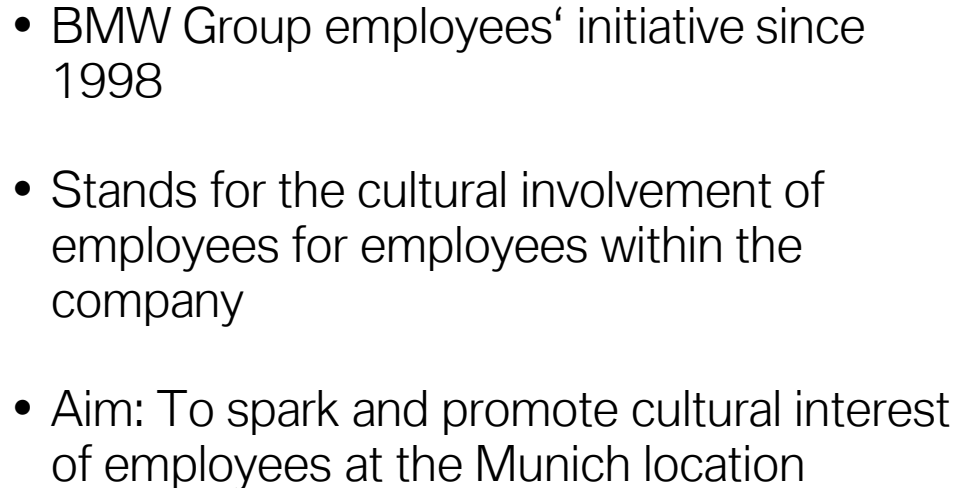 • BMW Group employees‘ initiative since
1998
• Stands for the cultural involvement of
employees for employees within the
company
• Aim: To spark and promote cultural interest
of employees at the Munich location